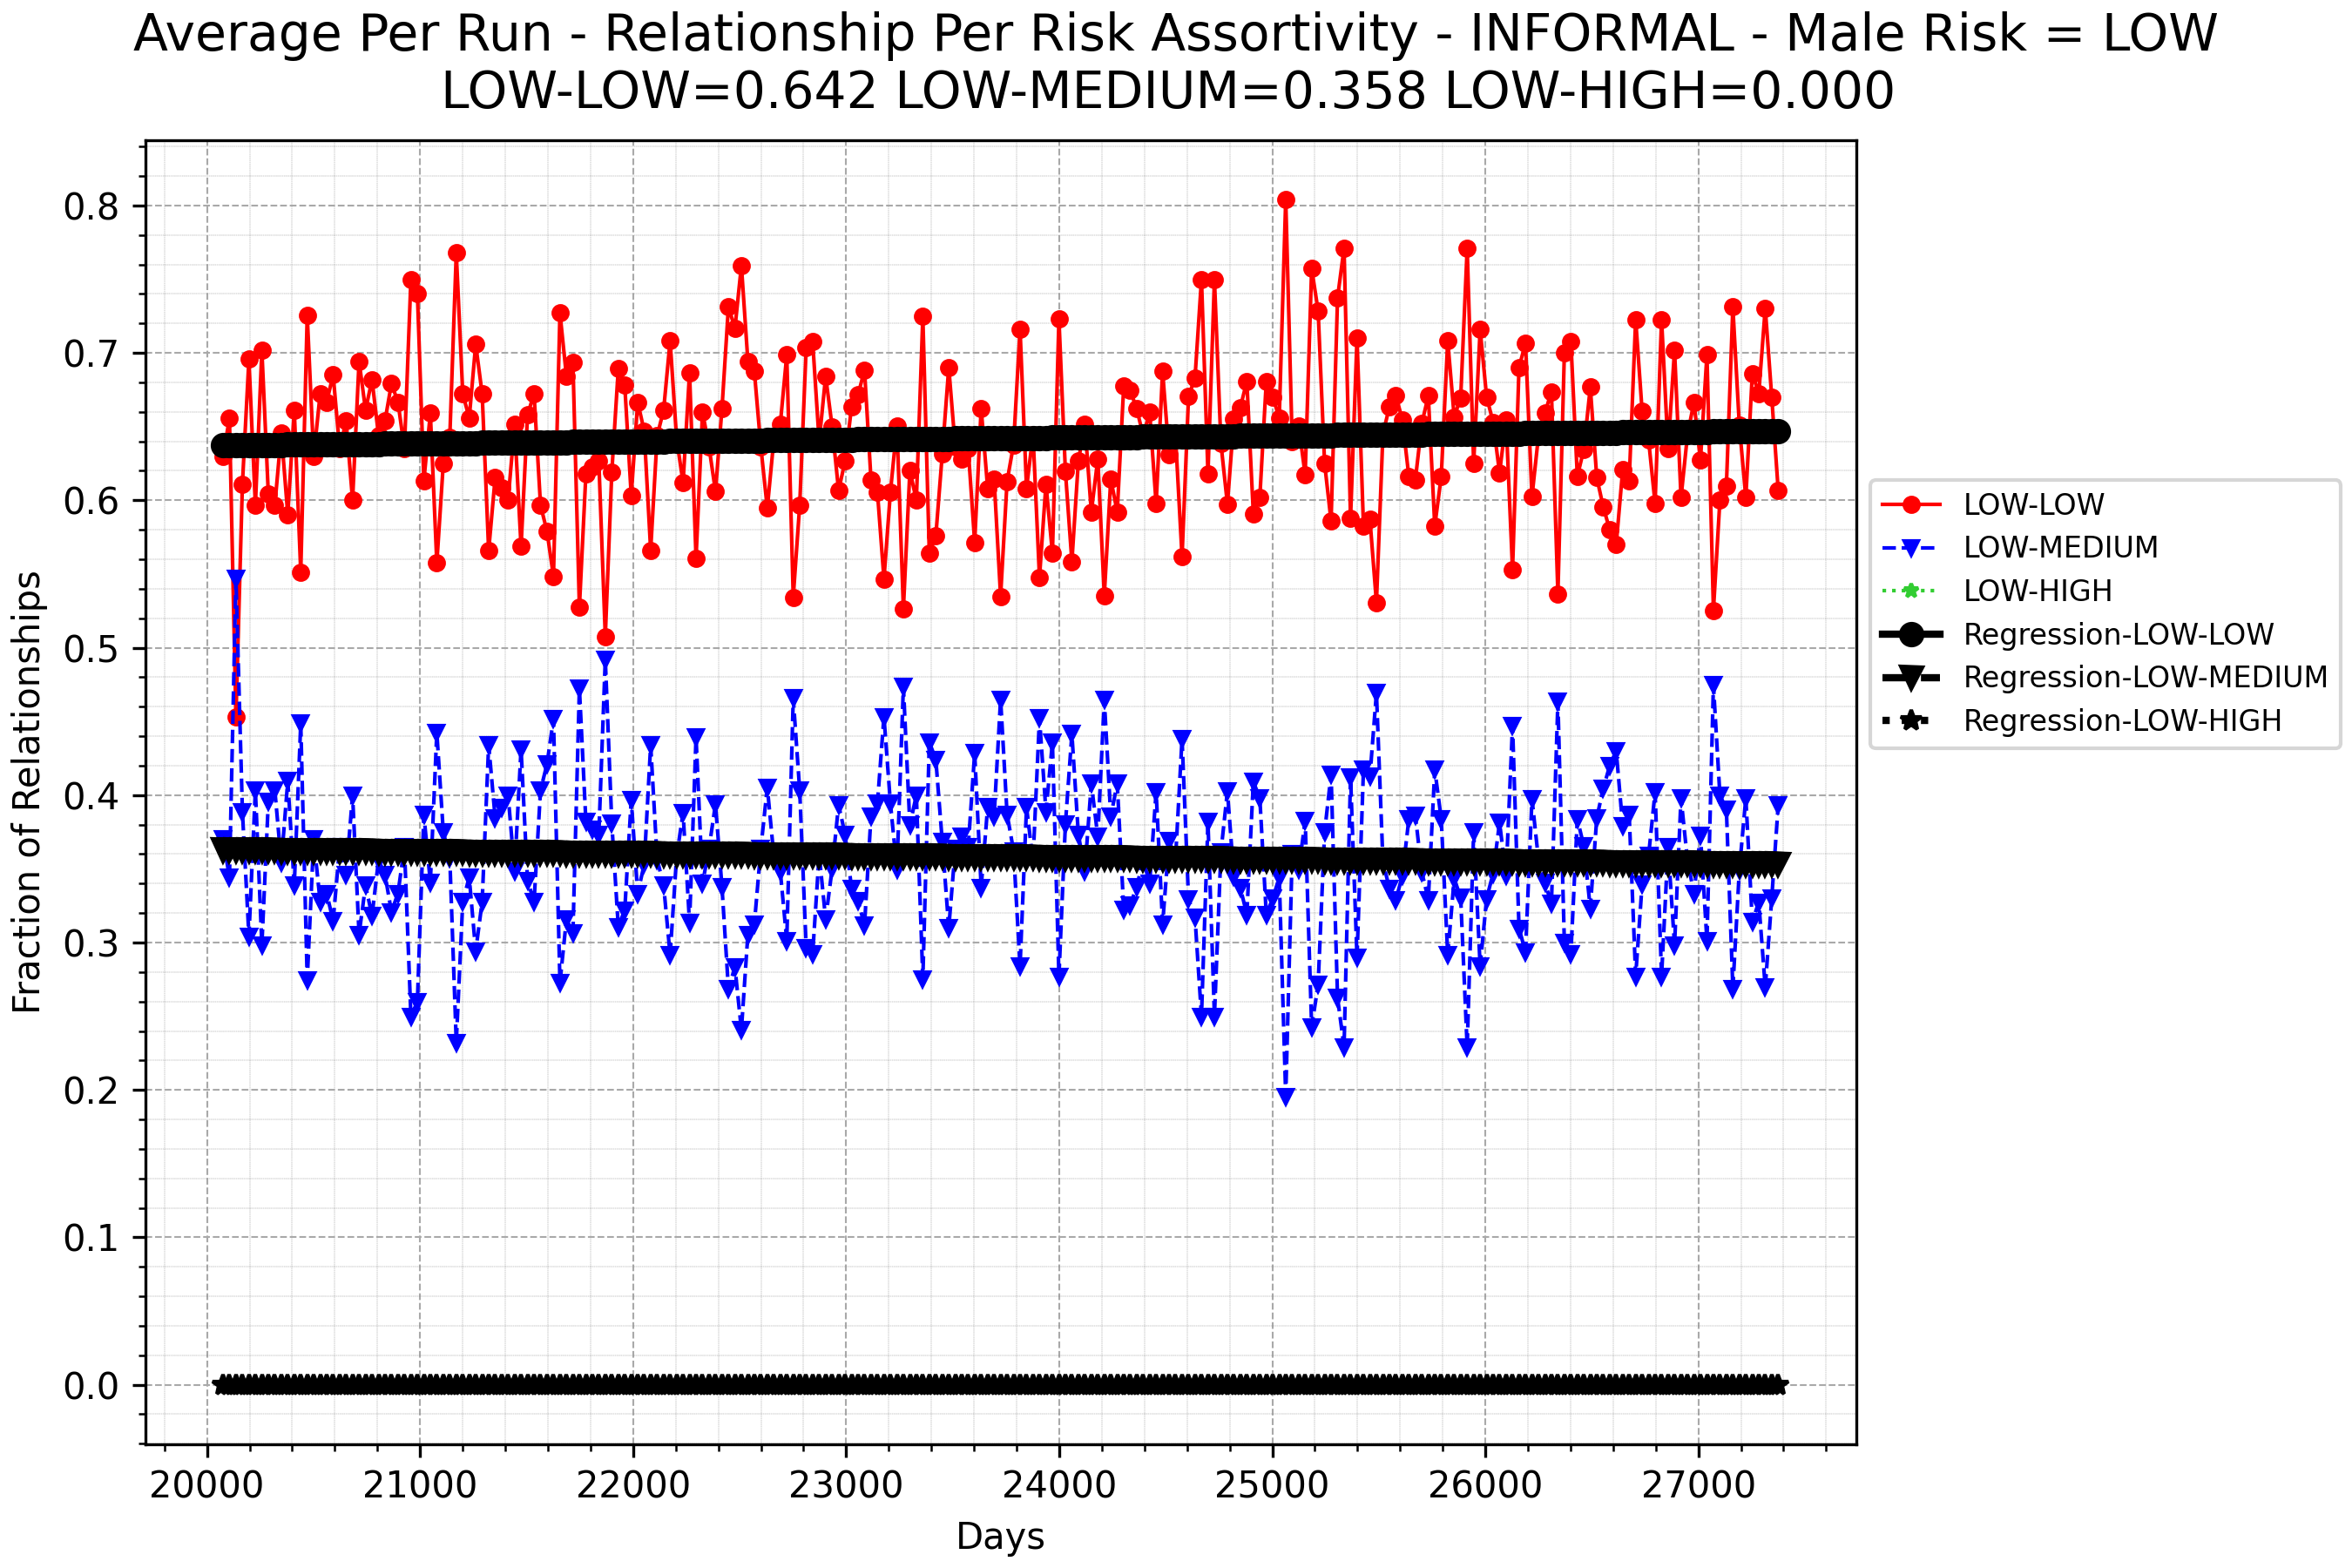 Average Per Run - Relationship Per Risk Assortivity - INFORMAL - Male Risk = LOW
LOW-LOW=0.642 LOW-MEDIUM=0.358 LOW-HIGH=0.000
Fraction of Relationships
0.8
0.7
0.6
0.5
0.4
0.3
0.2
0.1
0.0
20000 21000 22000 23000 24000 25000 26000 27000
Days
LOW-LOW
LOW-MEDIUM
LOW-HIGH
Regression-LOW-LOW
Regression-LOW-MEDIUM
Regression-LOW-HIGH